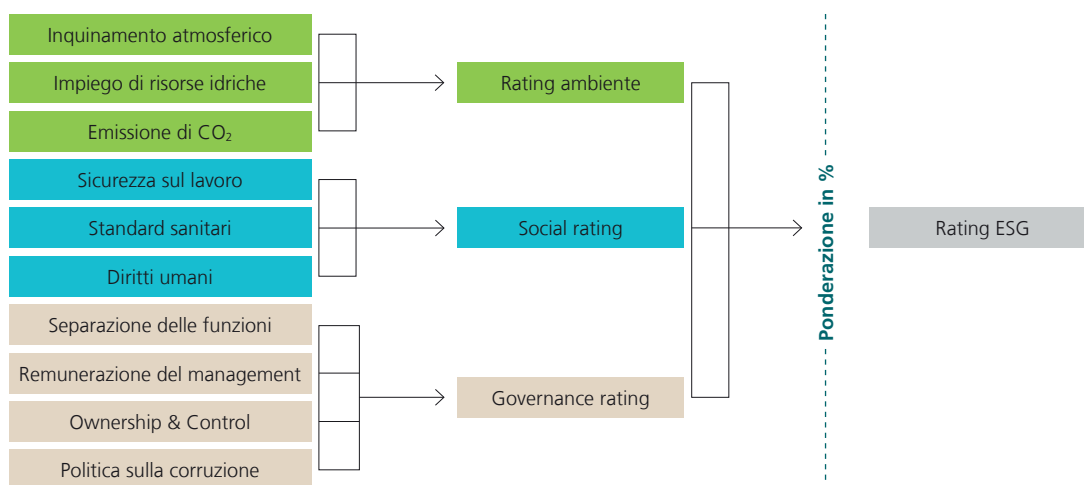 Inquinamento atmosferico
Impiego di risorse idriche
Emissione di CO₂
Sicurezza sul lavoro
Standard sanitari
Diritti umani
Separazione delle funzioni
Remunerazione del management
Ownership & Control
Politica sulla corruzione
Rating ambiente
Social rating
Governance rating
Ponderazione in %
Rating ESG